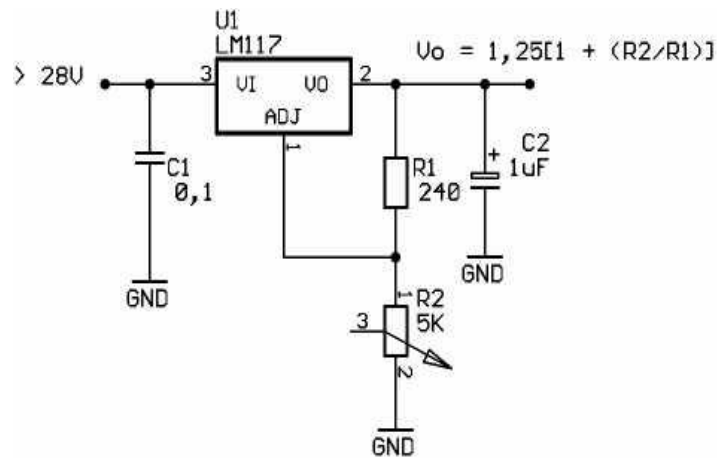 U1
LM117
Vo = 1,25[1 + (R2/R1)]
> 28V
3
VI
VO
2
ADJ
1
C1
0,1
R1
240
C2
+
1uF
GND
GND
1
R2
5K
3
2
GND